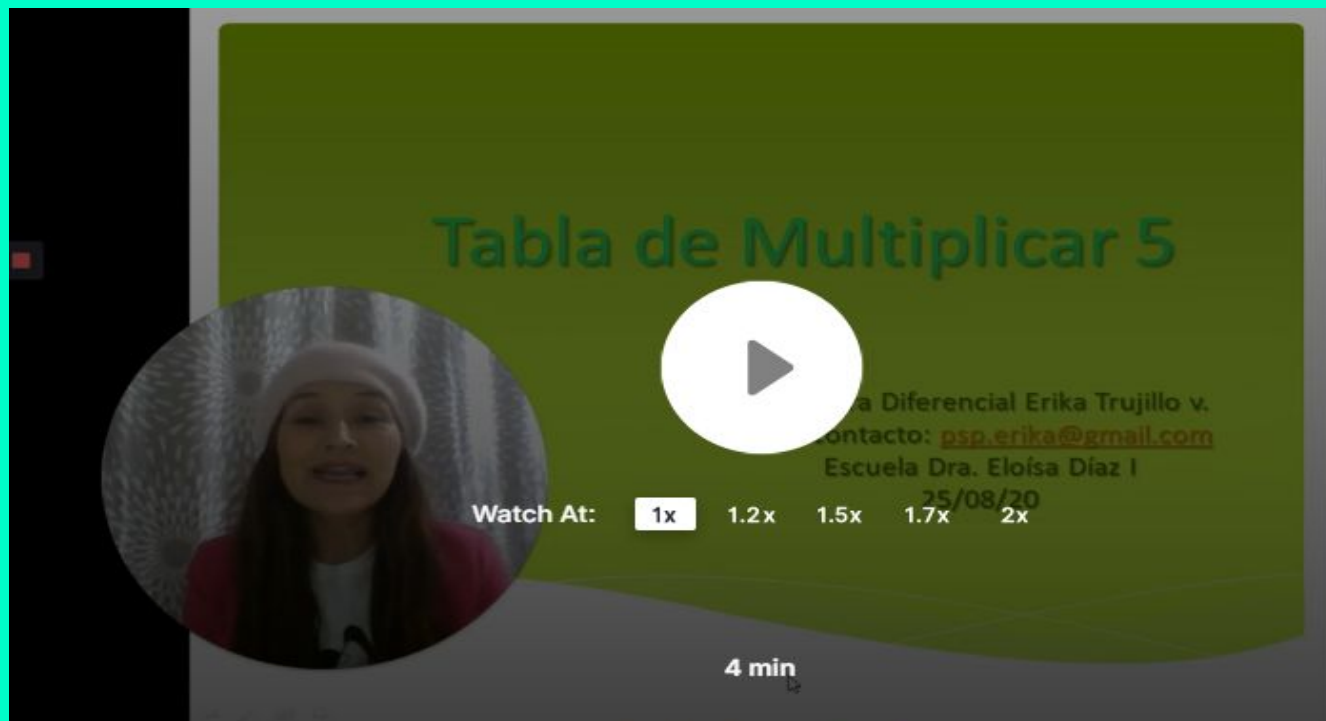 Tabla de Multiplicar 5
a Diferencial Erika Trujillo v.
ontacto: psp.erika@gmail.com
Escuela Dra. Eloísa Díaz I
25/08/20
Watch At: 1x 1.2x 1.5x 1.7x 2x
4 min